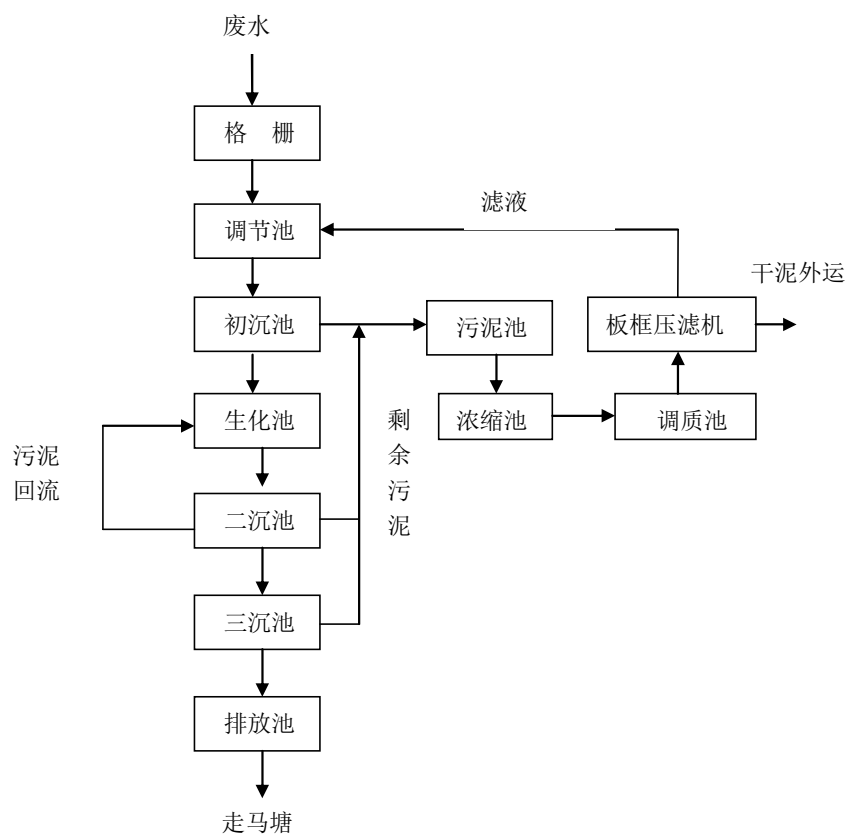 废水
格 栅
调节池
滤液
干泥外运
初沉池
污泥池
板框压滤机
生化池
浓缩池
调质池
污泥
回流
剩
余
污
泥
二沉池
三沉池
排放池
走马塘